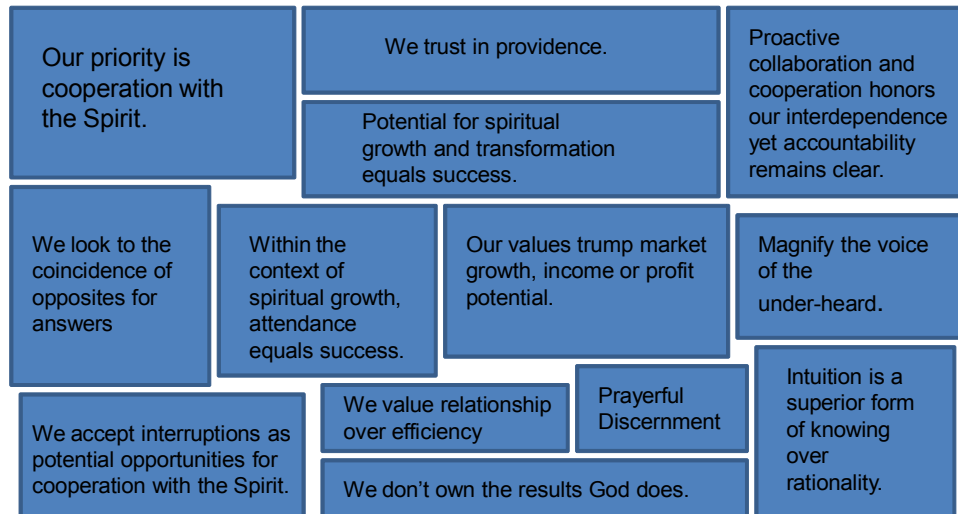 Our priority is
cooperation with
the Spirit.
We trust in providence.
Potential for spiritual
growth and transformation
equals success.
Proactive
collaboration and
cooperation honors
our interdependence
yet accountability
remains clear.
We look to the
coincidence of
opposites for
answers
Within the
context of
spiritual growth,
attendance
equals success.
Our values trump market
growth, income or profit
potential.
Magnify the voice
of the
under-heard.
We accept interruptions as
potential opportunities for
cooperation with the Spirit.
We value relationship
over efficiency
Prayerful
Discernment
We don’t own the results God does.
Intuition is a
superior form
of knowing
over
rationality.